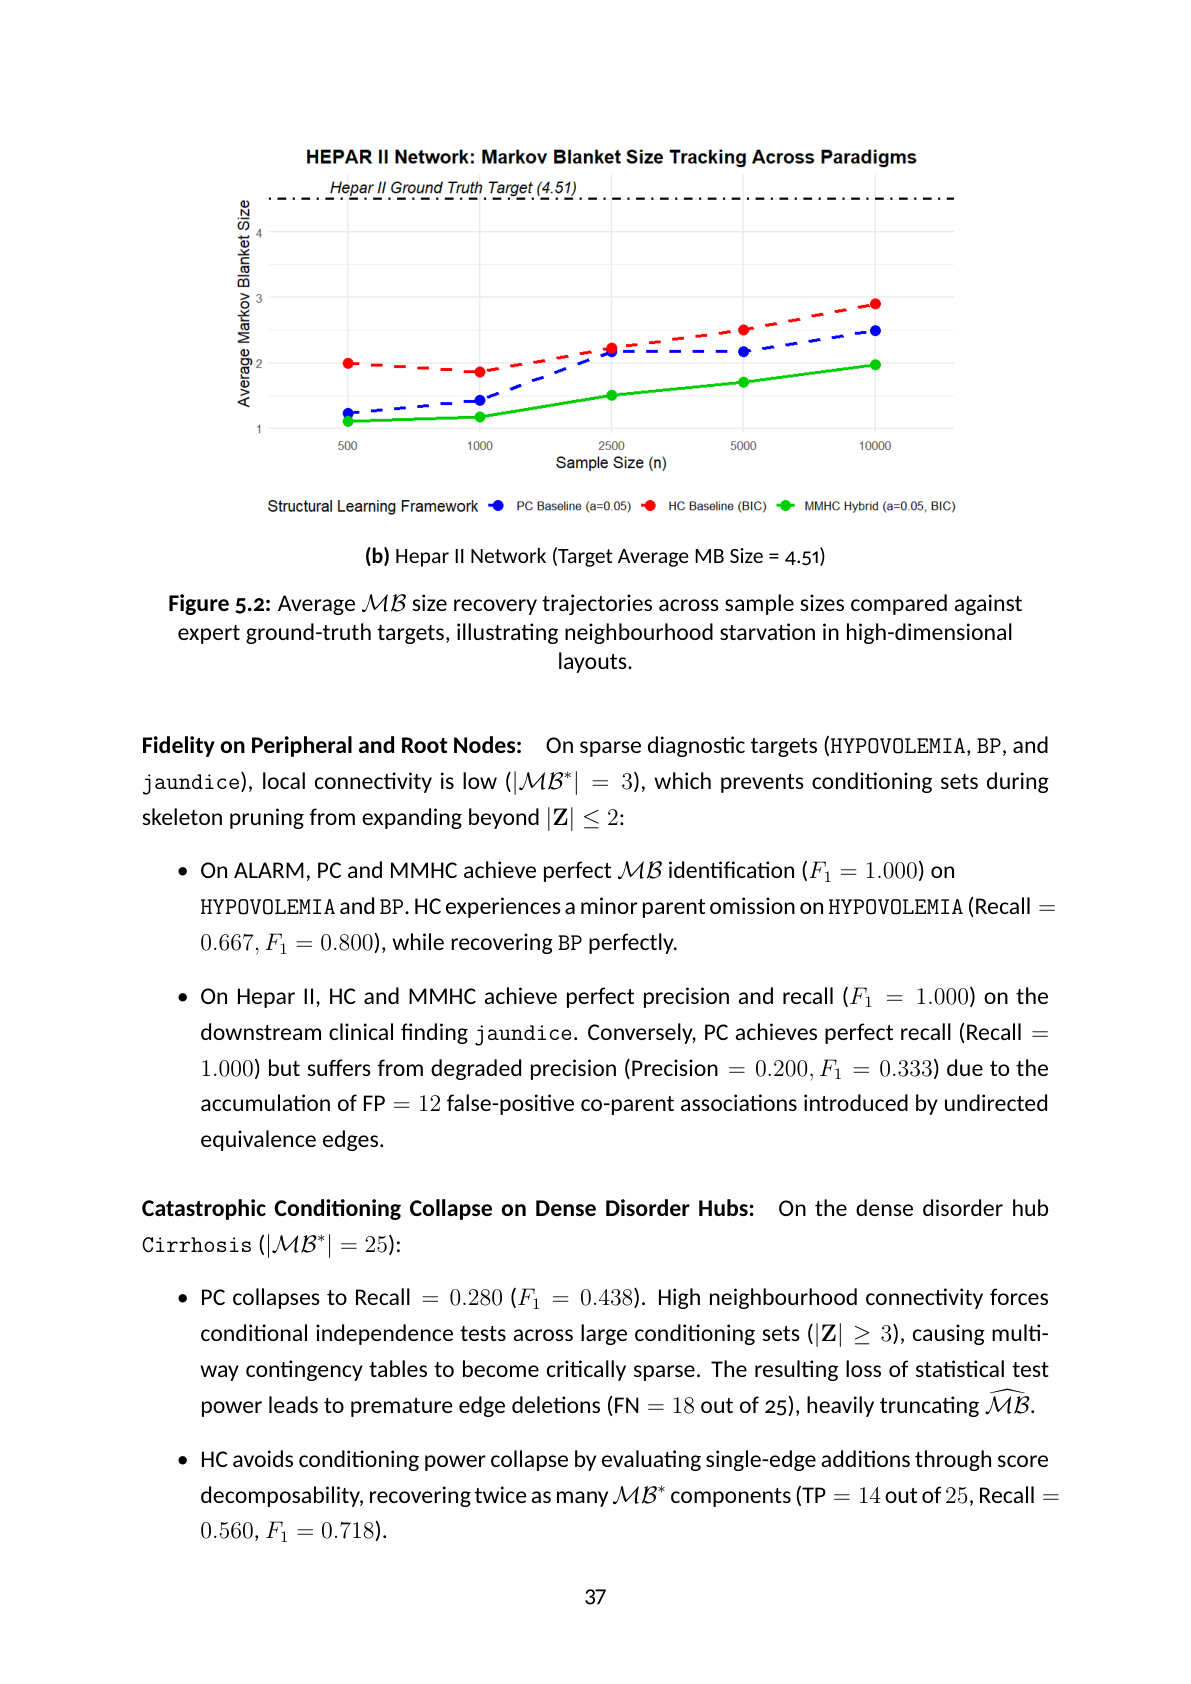 HEPAR II Network: Markov Blanket Size Tracking Across Paradigms
Hepar II Ground Truth Target (4.51)
Average Markov Blanket Size
4
3
2
1
500 1000 2500 5000 10000
Sample Size (n)
Structural Learning Framework PC Baseline (a=0.05) HC Baseline (BIC) MMHC Hybrid (a=0.05, BIC)
(b) Hepar II Network (Target Average MB Size = 4.51)
Figure 5.2: Average 𝓜𝓑 size recovery trajectories across sample sizes compared against
expert ground-truth targets, illustrating neighbourhood starvation in high-dimensional
layouts.
Fidelity on Peripheral and Root Nodes: On sparse diagnostic targets (HYPOVOLEMIA, BP, and
jaundice), local connectivity is low (|𝓜𝓑*| = 3), which prevents conditioning sets during
skeleton pruning from expanding beyond |Z| ≤ 2:
• On ALARM, PC and MMHC achieve perfect 𝓜𝓑 identification (F₁ = 1.000) on
HYPOVOLEMIA and BP. HC experiences a minor parent omission on HYPOVOLEMIA (Recall =
0.667, F₁ = 0.800), while recovering BP perfectly.
• On Hepar II, HC and MMHC achieve perfect precision and recall (F₁ = 1.000) on the
downstream clinical finding jaundice. Conversely, PC achieves perfect recall (Recall =
1.000) but suffers from degraded precision (Precision = 0.200, F₁ = 0.333) due to the
accumulation of FP = 12 false-positive co-parent associations introduced by undirected
equivalence edges.
Catastrophic Conditioning Collapse on Dense Disorder Hubs: On the dense disorder hub
Cirrhosis (|𝓜𝓑*| = 25):
• PC collapses to Recall = 0.280 (F₁ = 0.438). High neighbourhood connectivity forces
conditional independence tests across large conditioning sets (|Z| ≥ 3), causing multi-
way contingency tables to become critically sparse. The resulting loss of statistical test
power leads to premature edge deletions (FN = 18 out of 25), heavily truncating 𝓜𝓑̂.
• HC avoids conditioning power collapse by evaluating single-edge additions through score
decomposability, recovering twice as many 𝓜𝓑* components (TP = 14 out of 25, Recall =
0.560, F₁ = 0.718).
37